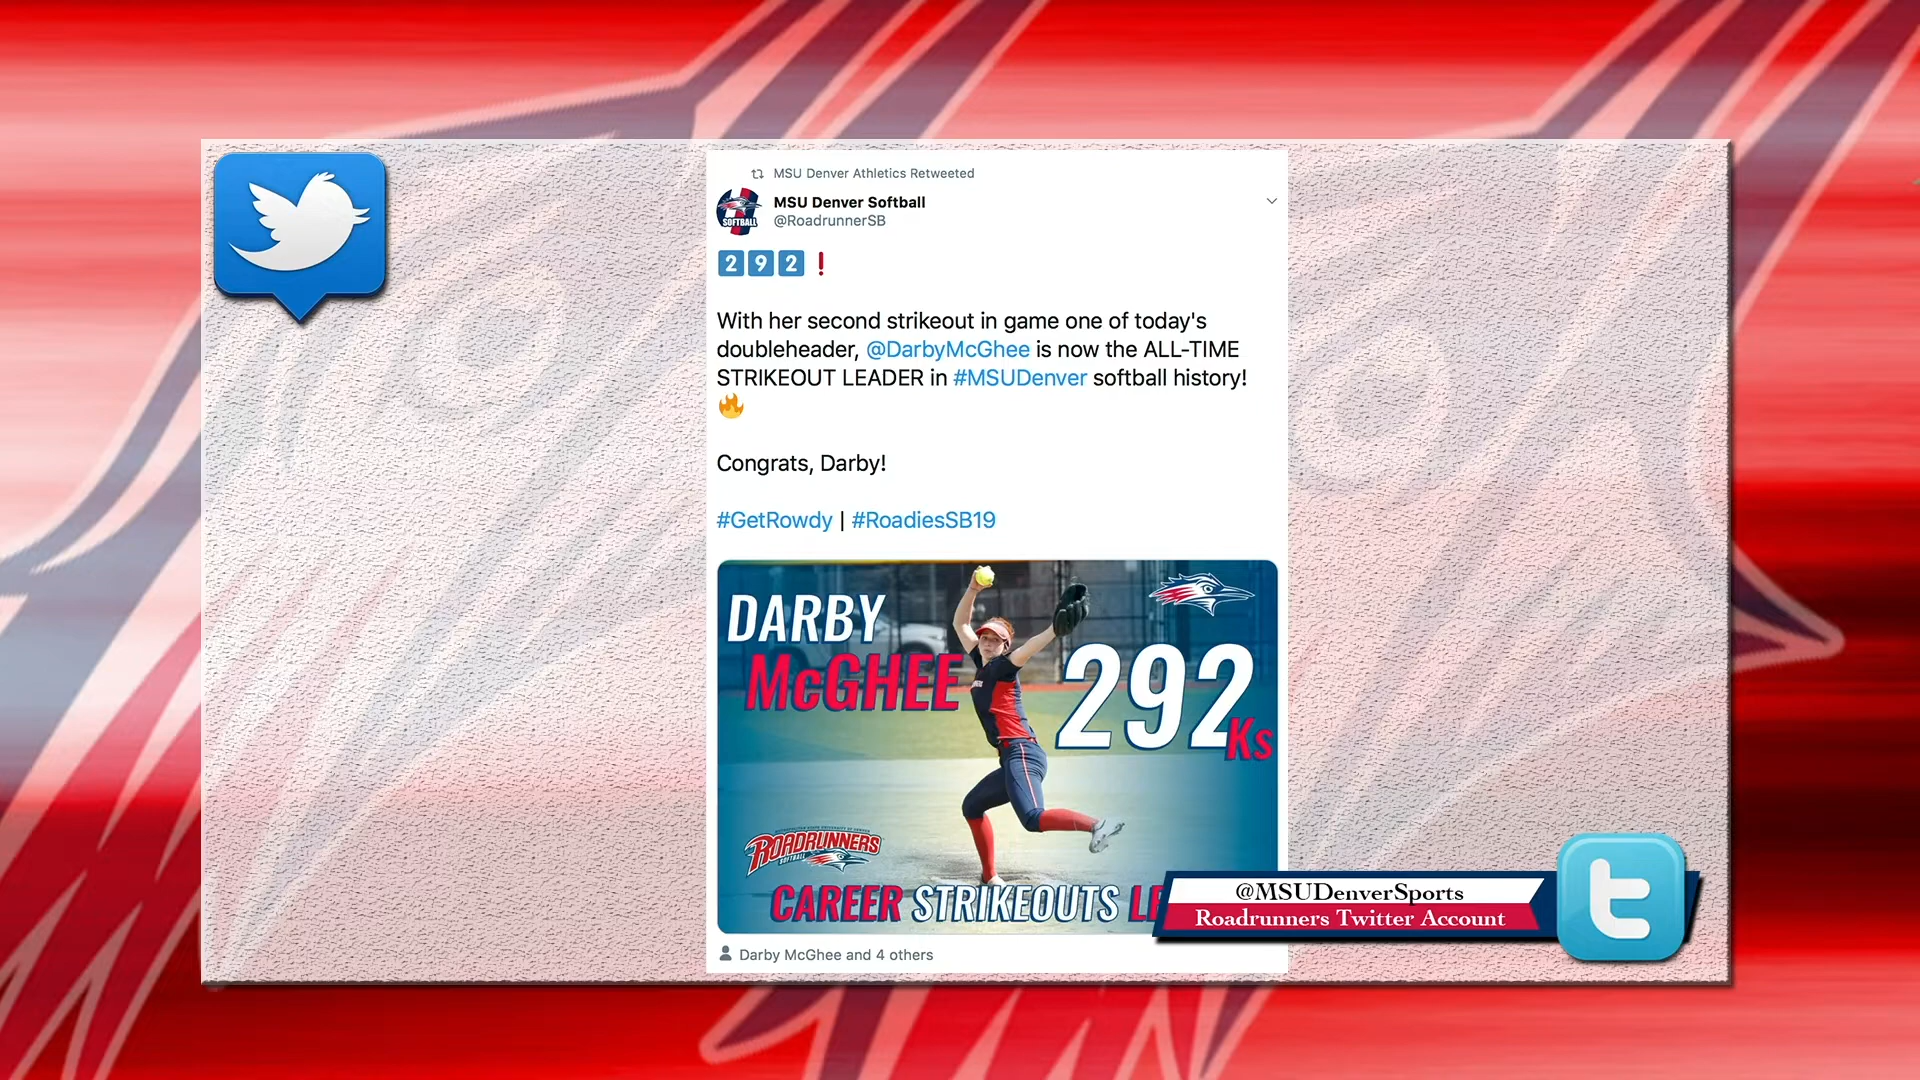 MSU Denver Athletics Retweeted
MSU Denver Softball
@RoadrunnerSB
292❗
With her second strikeout in game one of today's
doubleheader, @DarbyMcGhee is now the ALL-TIME
STRIKEOUT LEADER in #MSUDenver softball history!
🔥
Congrats, Darby!
#GetRowdy | #RoadiesSB19
DARBY
McGHEE
292
Ks
ROADRUNNERS
SOFTBALL
CAREER STRIKEOUTS
Darby McGhee and 4 others
@MSUDenverSports
Roadrunners Twitter Account
SOFTBALL